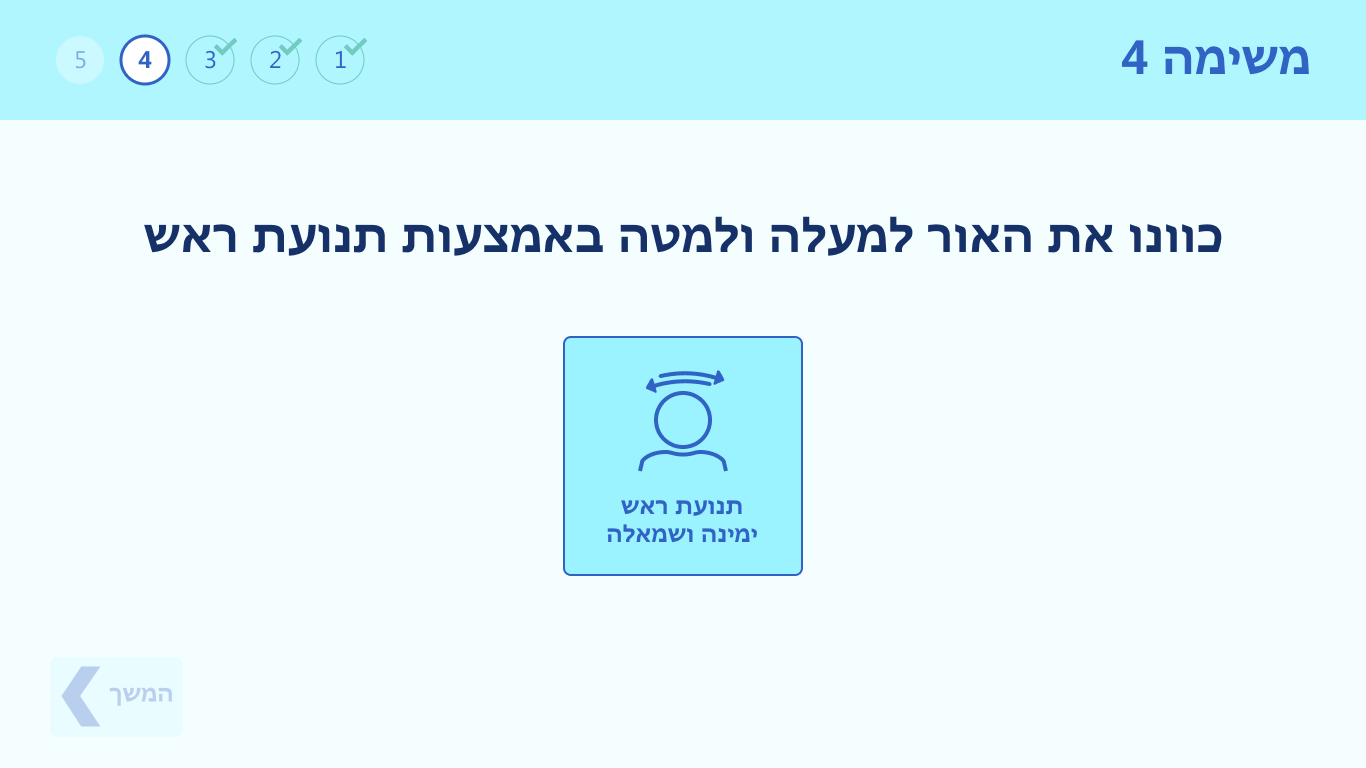 משימה 4
1 2 3 4 5
כוונו את האור למעלה ולמטה באמצעות תנועת ראש
תנועת ראש
ימינה ושמאלה
המשך